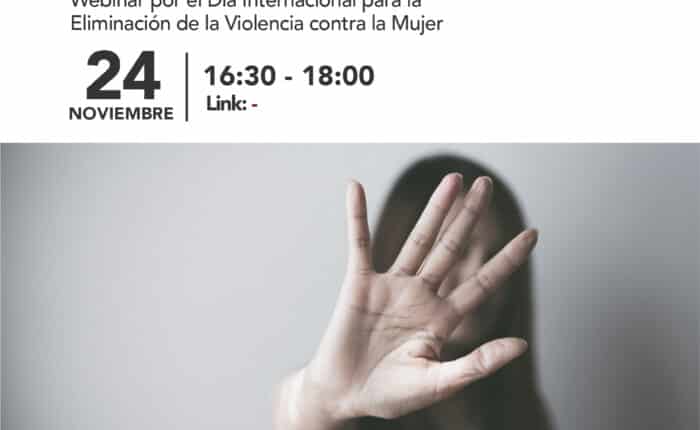 Webinar por el Día Internacional para la
Eliminación de la Violencia contra la Mujer
24
NOVIEMBRE
16:30 - 18:00
Link: -